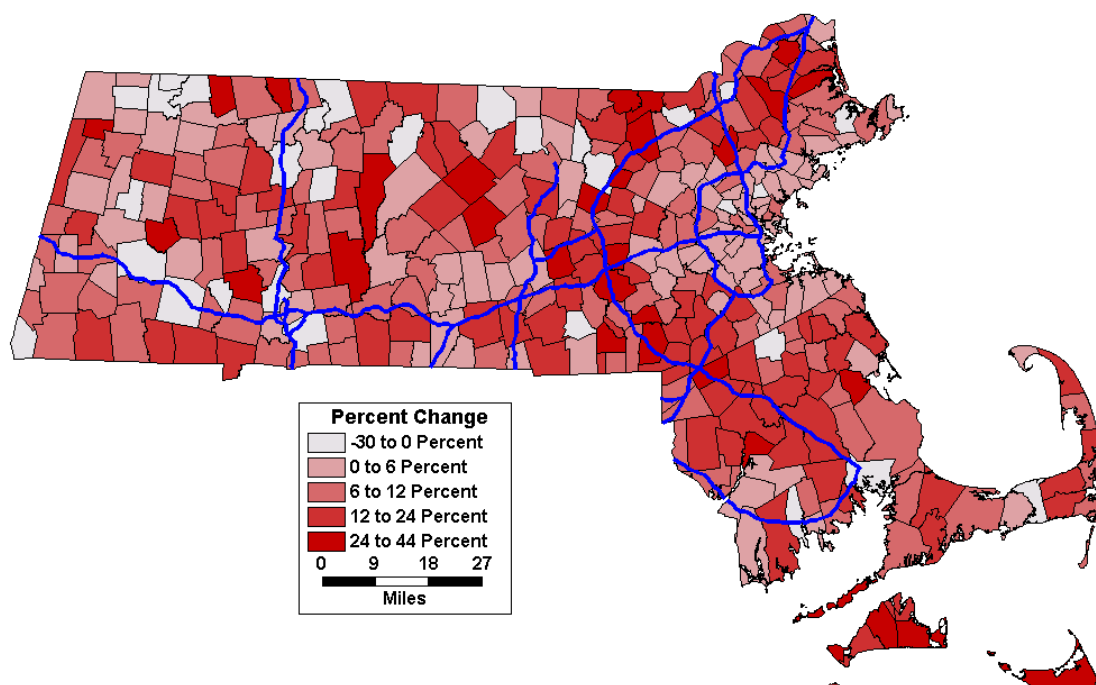 Percent Change
-30 to 0 Percent
0 to 6 Percent
6 to 12 Percent
12 to 24 Percent
24 to 44 Percent
0 9 18 27
Miles